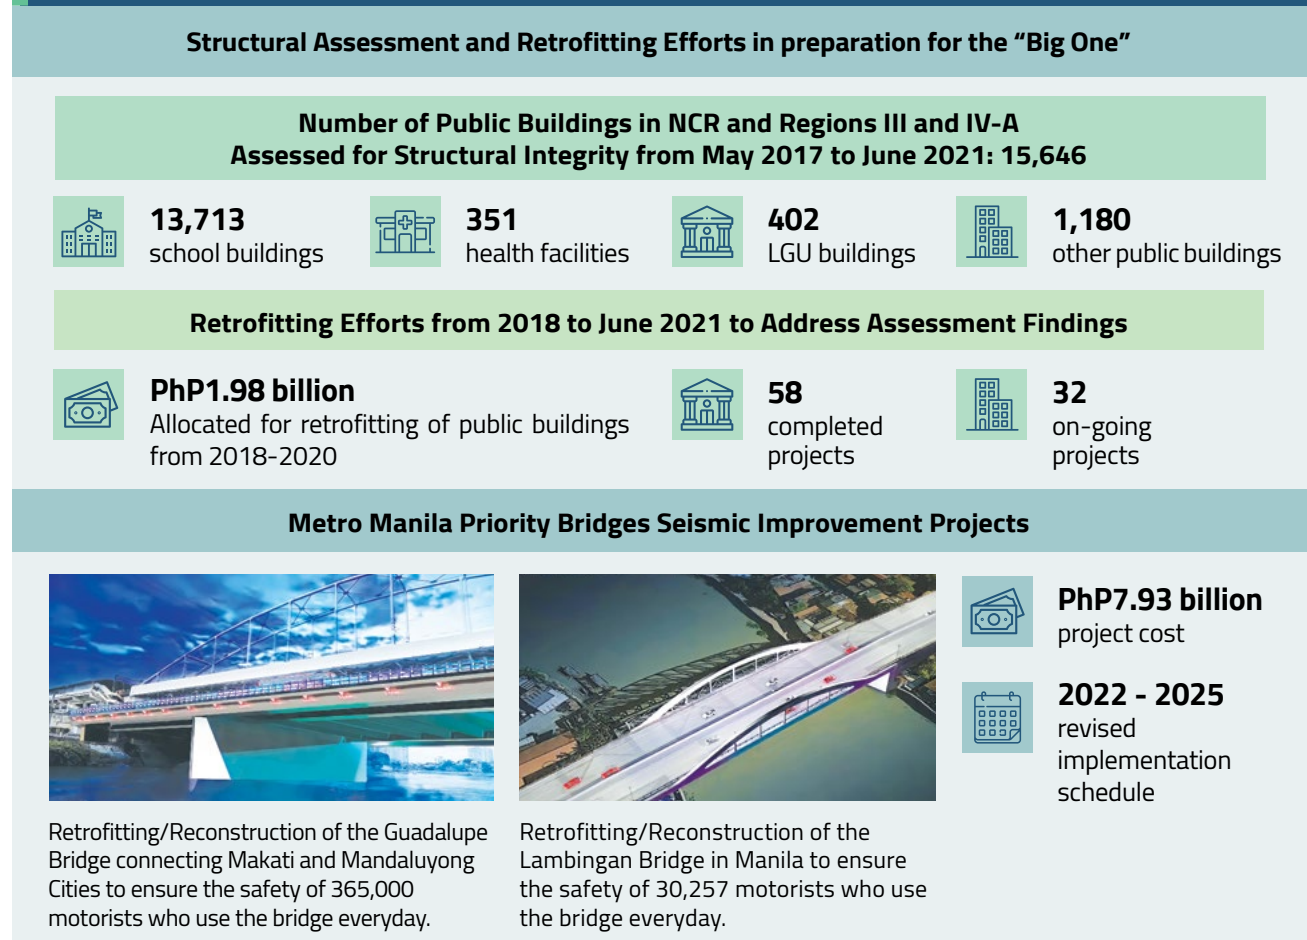 Structural Assessment and Retrofitting Efforts in preparation for the “Big One”
Number of Public Buildings in NCR and Regions III and IV-A
Assessed for Structural Integrity from May 2017 to June 2021: 15,646
13,713
school buildings
351
health facilities
402
LGU buildings
1,180
other public buildings
Retrofitting Efforts from 2018 to June 2021 to Address Assessment Findings
PhP1.98 billion
Allocated for retrofitting of public buildings
from 2018-2020
58
completed
projects
32
on-going
projects
Metro Manila Priority Bridges Seismic Improvement Projects
Retrofitting/Reconstruction of the Guadalupe
Bridge connecting Makati and Mandaluyong
Cities to ensure the safety of 365,000
motorists who use the bridge everyday.
Retrofitting/Reconstruction of the
Lambingan Bridge in Manila to ensure
the safety of 30,257 motorists who use
the bridge everyday.
PhP7.93 billion
project cost
2022 - 2025
revised
implementation
schedule